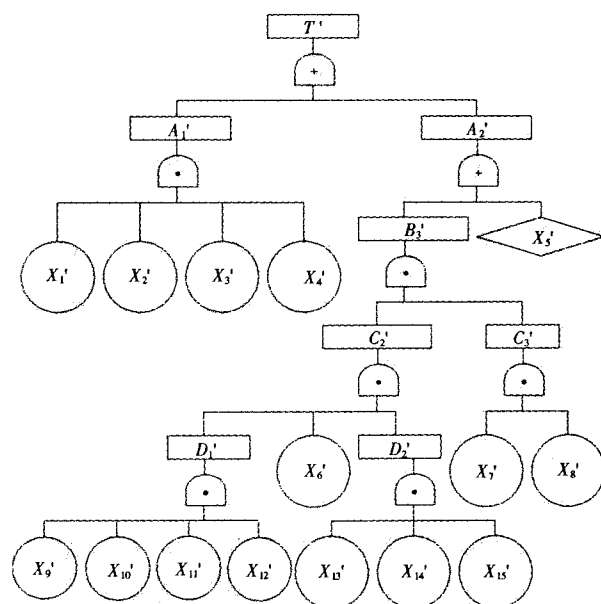 T'
+
A₁' A₂'
• +
B₃' X₅'
X₁' X₂' X₃' X₄'
•
C₂' C₃'
• •
D₁' X₆' D₂' X₇' X₈'
• •
X₉' X₁₀' X₁₁' X₁₂' X₁₃' X₁₄' X₁₅'